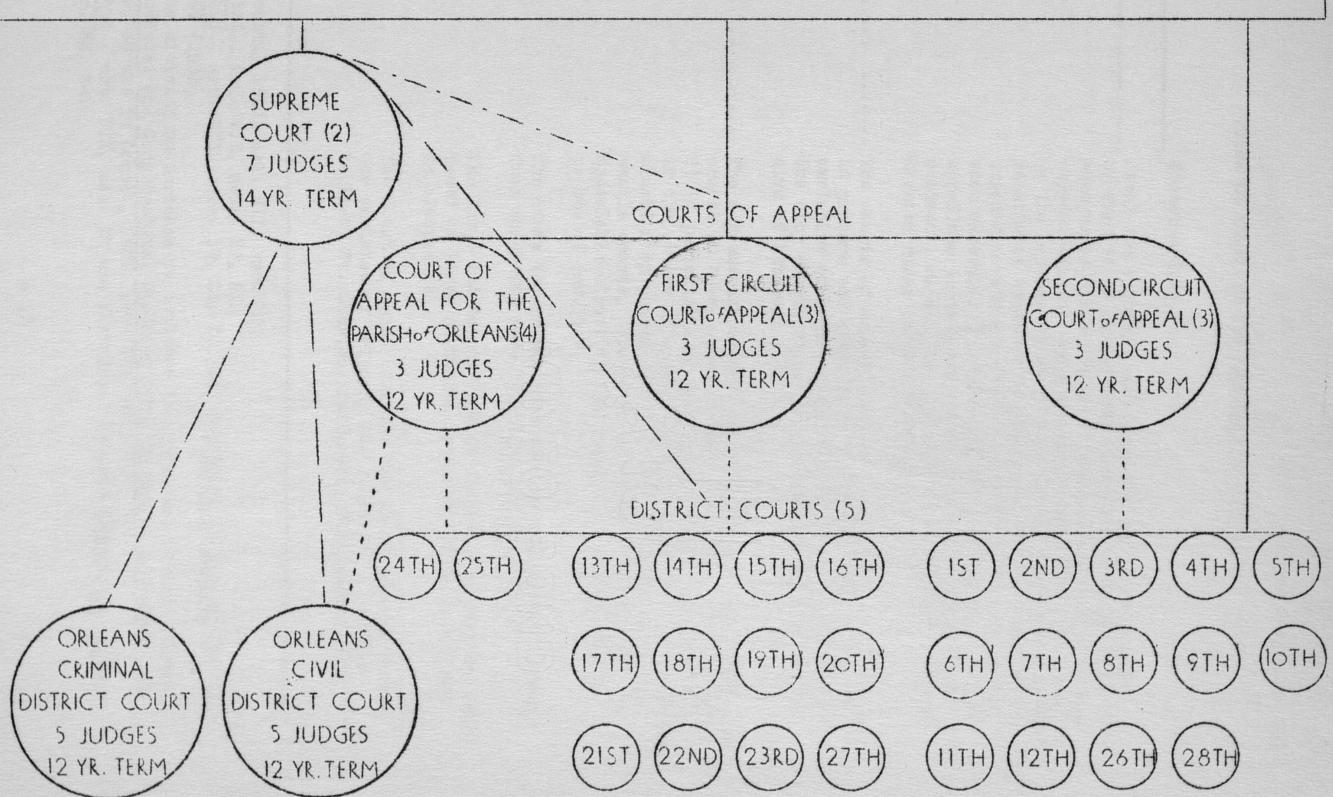 SUPREME
COURT (2)
7 JUDGES
14 YR. TERM
COURTS OF APPEAL
COURT OF
APPEAL FOR THE
PARISH of ORLEANS(4)
3 JUDGES
12 YR. TERM
FIRST CIRCUIT
COURT of APPEAL(3)
3 JUDGES
12 YR. TERM
SECOND CIRCUIT
COURT of APPEAL(3)
3 JUDGES
12 YR. TERM
DISTRICT COURTS (5)
24TH 25TH 13TH 14TH 15TH 16TH 1ST 2ND 3RD 4TH 5TH
17TH 18TH 19TH 20TH 6TH 7TH 8TH 9TH 10TH
21ST 22ND 23RD 27TH 11TH 12TH 26TH 28TH
ORLEANS
CRIMINAL
DISTRICT COURT
5 JUDGES
12 YR. TERM
ORLEANS
CIVIL
DISTRICT COURT
5 JUDGES
12 YR. TERM